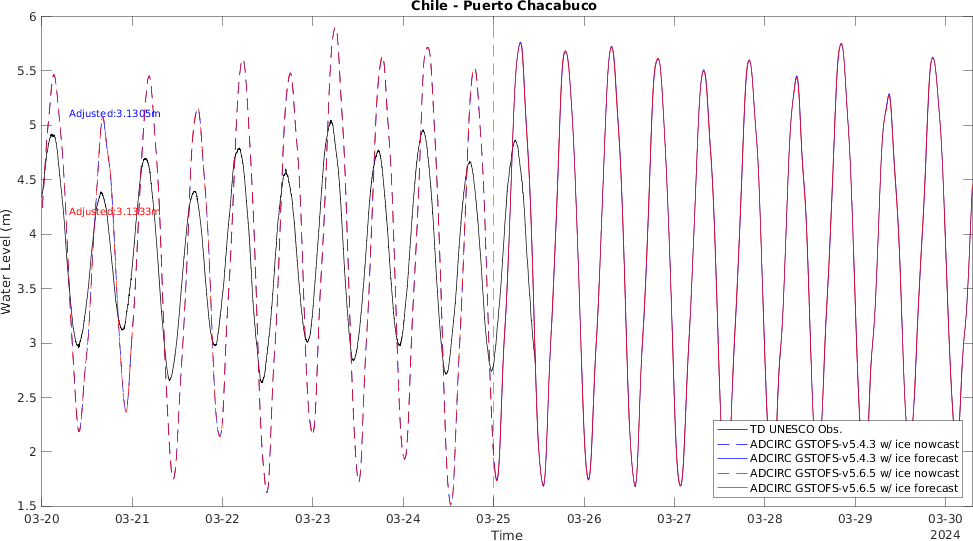 Chile - Puerto Chacabuco
6
5.5
5
4.5
4
3.5
3
2.5
2
1.5
Water Level (m)
Adjusted:3.1305m
Adjusted:3.1333m
TD UNESCO Obs.
ADCIRC GSTOFS-v5.4.3 w/ ice nowcast
ADCIRC GSTOFS-v5.4.3 w/ ice forecast
ADCIRC GSTOFS-v5.6.5 w/ ice nowcast
ADCIRC GSTOFS-v5.6.5 w/ ice forecast
03-20 03-21 03-22 03-23 03-24 03-25 03-26 03-27 03-28 03-29 03-30
2024
Time